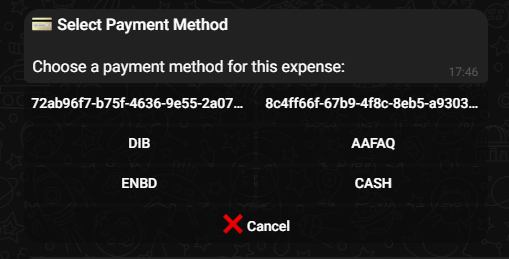 💳 Select Payment Method
Choose a payment method for this expense:
17:46
72ab96f7-b75f-4636-9e55-2a07... 8c4ff66f-67b9-4f8c-8eb5-a9303...
DIB AAFAQ
ENBD CASH
❌ Cancel